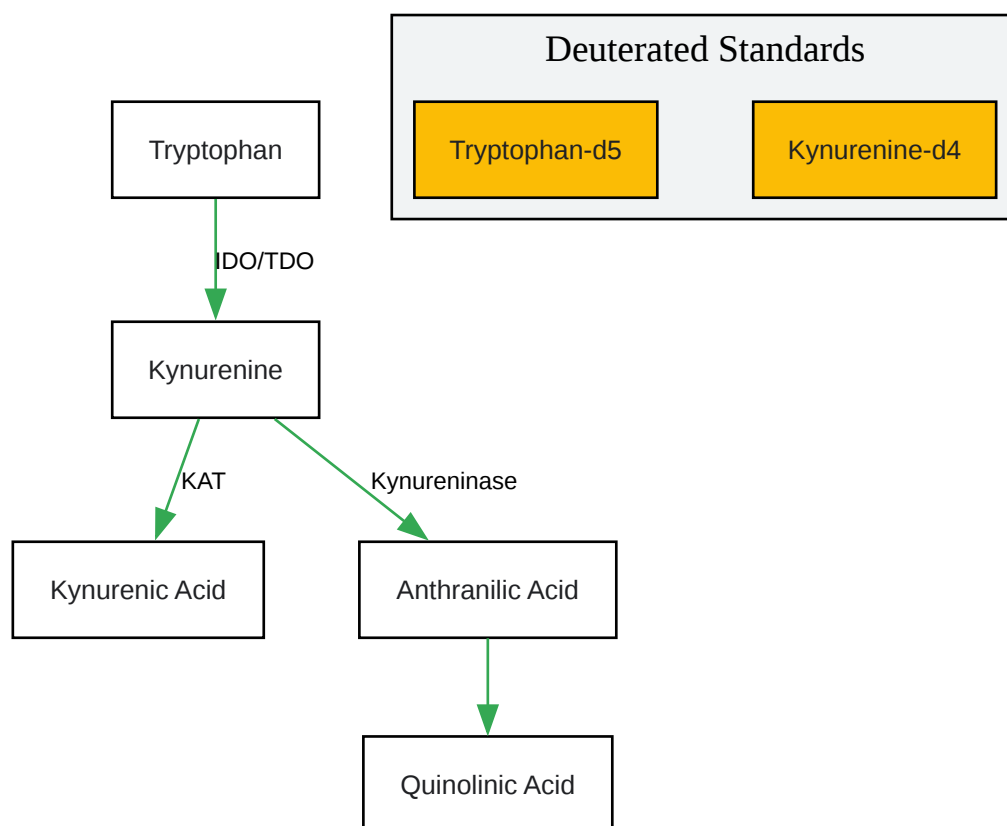 Deuterated Standards
Tryptophan
Tryptophan-d5
Kynurenine-d4
IDO/TDO
Kynurenine
KAT
Kynureninase
Kynurenic Acid
Anthranilic Acid
Quinolinic Acid